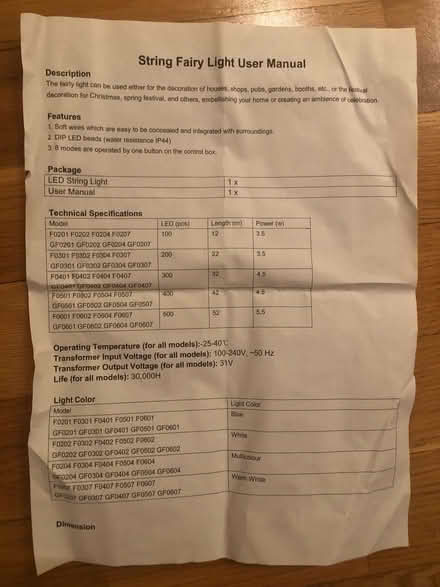 String Fairy Light User Manual
Description
The fairy light can be used either for the decoration of houses, shops, pubs, gardens, booths, etc., or the festival
decoration for Christmas, spring festival, and others, embellishing your home or creating an ambience of celebration.
Features
1. Soft wires which are easy to be concealed and integrated with surroundings.
2. DIP LED beads (water resistance IP44)
3. 8 modes are operated by one button on the control box.
Package
LED String Light 1 x
User Manual 1 x
Technical Specifications
Model LED (pcs) Length (m) Power (w)
F0201 F0202 F0204 F0207 100 12 3.5
GF0201 GF0202 GF0204 GF0207
F0301 F0302 F0304 F0307 200 22 3.5
GF0301 GF0302 GF0304 GF0307
F0401 F0402 F0404 F0407 300 32 4.5
GF0401 GF0402 GF0404 GF0407
F0501 F0502 F0504 F0507 400 42 4.5
GF0501 GF0502 GF0504 GF0507
F0601 F0602 F0604 F0607 500 52 5.5
GF0601 GF0602 GF0604 GF0607
Operating Temperature (for all models):-25-40℃
Transformer Input Voltage (for all models): 100-240V, ~50 Hz
Transformer Output Voltage (for all models): 31V
Life (for all models): 30,000H
Light Color
Model Light Color
F0201 F0301 F0401 F0501 F0601 Blue
GF0201 GF0301 GF0401 GF0501 GF0601
F0202 F0302 F0402 F0502 F0602 White
GF0202 GF0302 GF0402 GF0502 GF0602
F0204 F0304 F0404 F0504 F0604 Multicolour
GF0204 GF0304 GF0404 GF0504 GF0604
F0207 F0307 F0407 F0507 F0607 Warm White
GF0207 GF0307 GF0407 GF0507 GF0607
Dimension